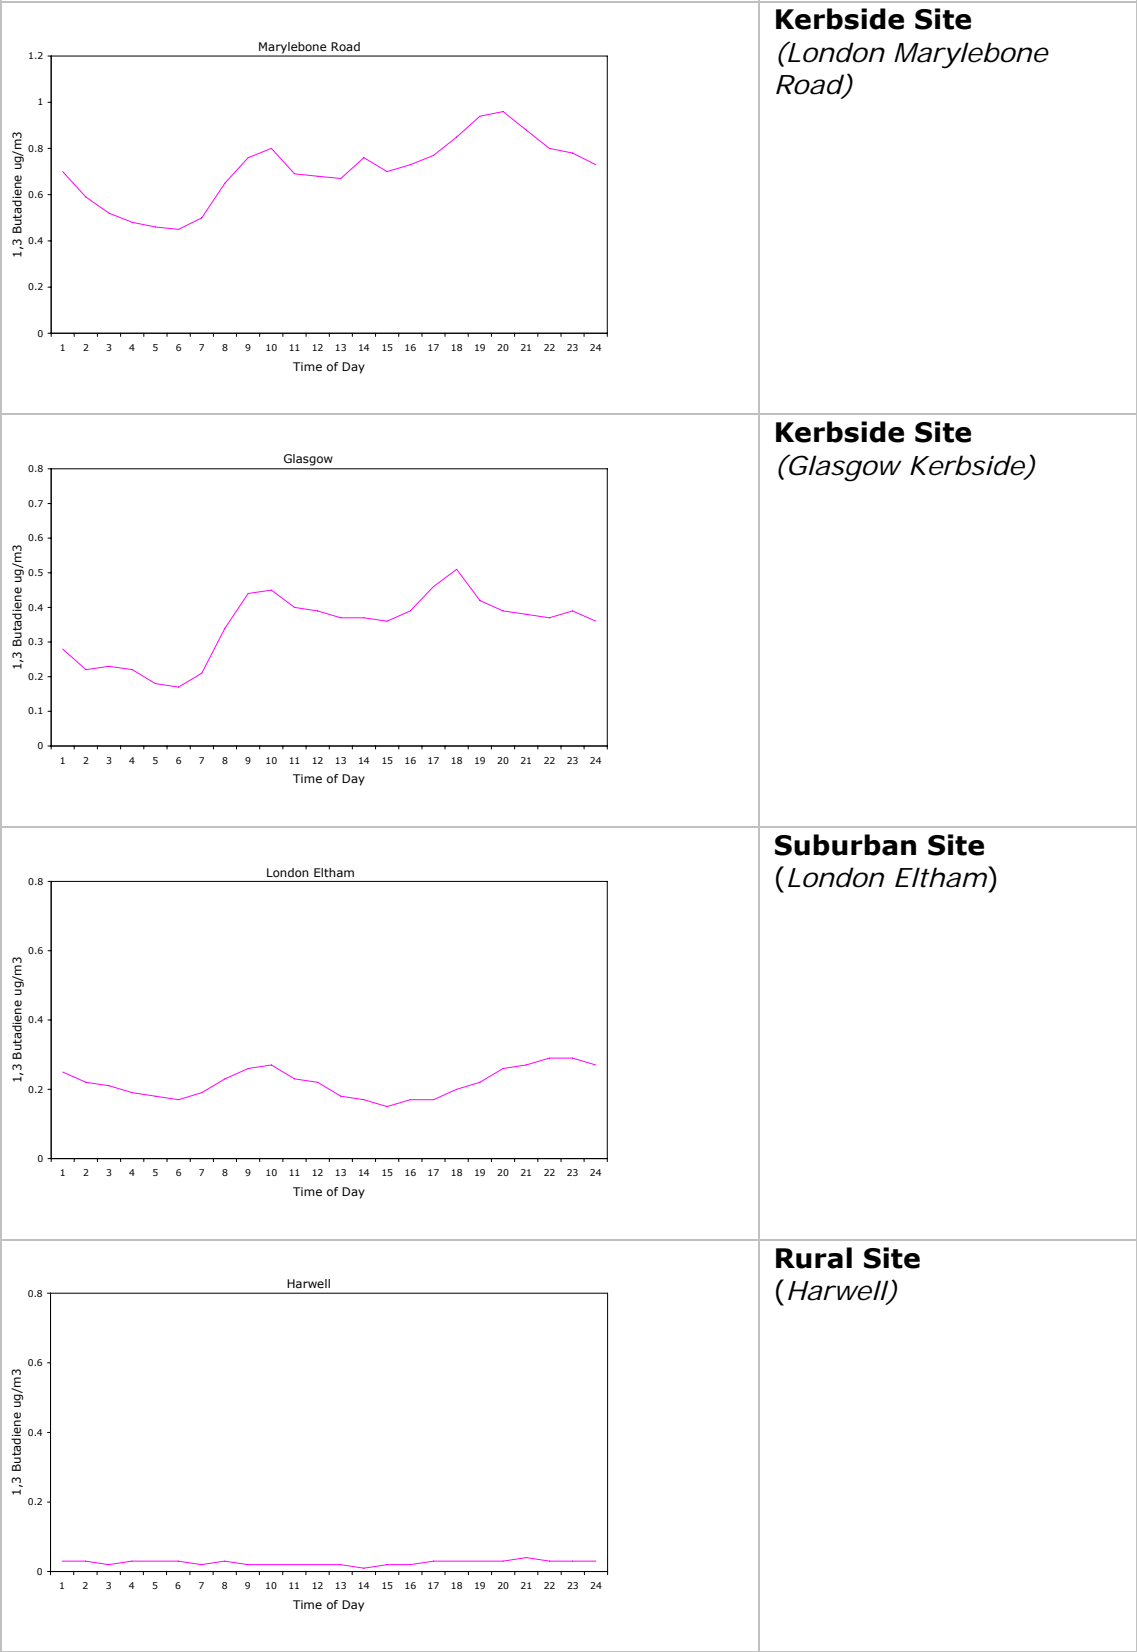 Marylebone Road
1.2
1
0.8
0.6
0.4
0.2
0
1,3 Butadiene ug/m3
1 2 3 4 5 6 7 8 9 10 11 12 13 14 15 16 17 18 19 20 21 22 23 24
Time of Day
Kerbside Site
(London Marylebone
Road)
Glasgow
0.8
0.7
0.6
0.5
0.4
0.3
0.2
0.1
0
1,3 Butadiene ug/m3
1 2 3 4 5 6 7 8 9 10 11 12 13 14 15 16 17 18 19 20 21 22 23 24
Time of Day
Kerbside Site
(Glasgow Kerbside)
London Eltham
0.8
0.6
0.4
0.2
0
1,3 Butadiene ug/m3
1 2 3 4 5 6 7 8 9 10 11 12 13 14 15 16 17 18 19 20 21 22 23 24
Time of Day
Suburban Site
(London Eltham)
Harwell
0.8
0.6
0.4
0.2
0
1,3 Butadiene ug/m3
1 2 3 4 5 6 7 8 9 10 11 12 13 14 15 16 17 18 19 20 21 22 23 24
Time of Day
Rural Site
(Harwell)